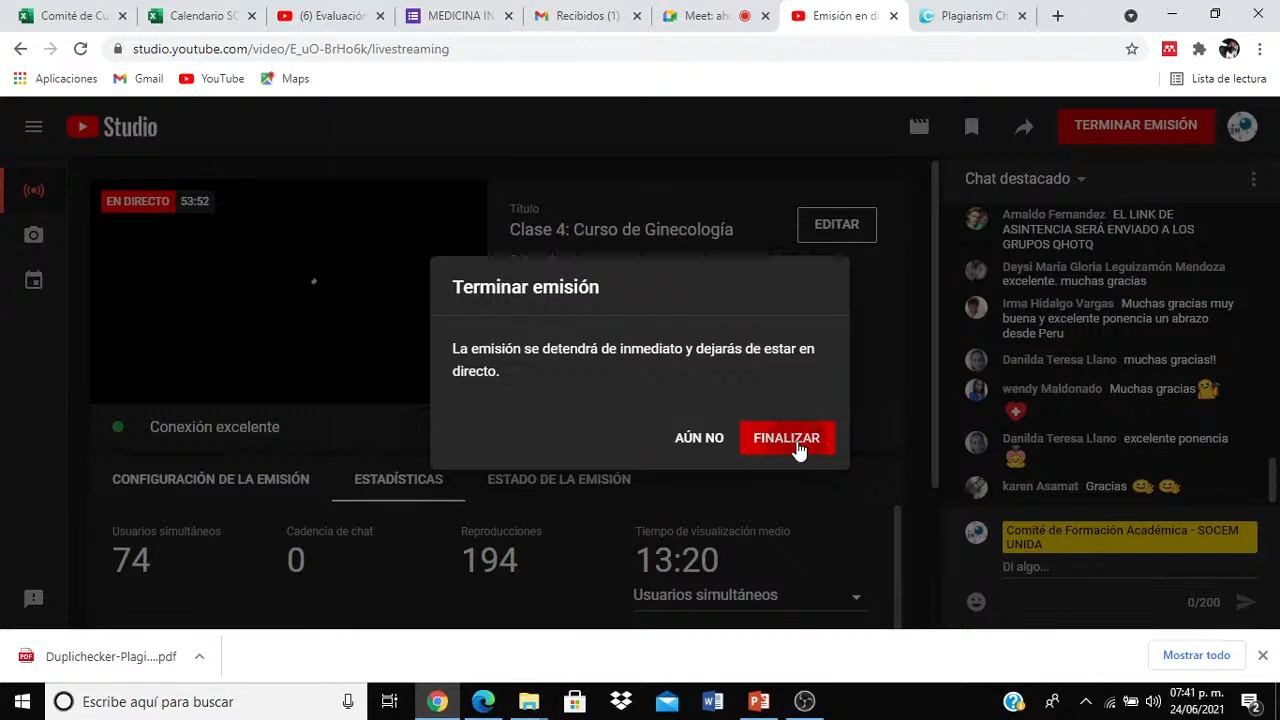 Comité de Cu
Calendario SC
(6) Evaluación
MEDICINA IN
Recibidos (1)
Meet: aho
Emisión en di
Plagiarism Ch
studio.youtube.com/video/E_uO-BrHo6k/livestreaming
Aplicaciones
Gmail
YouTube
Maps
Lista de lectura
Studio
TERMINAR EMISIÓN
EN DIRECTO 53:52
Título
Clase 4: Curso de Ginecología
EDITAR
Chat destacado
Arnaldo Fernandez EL LINK DE
ASINTENCIA SERÁ ENVIADO A LOS
GRUPOS QHOTQ
Deysi María Gloria Leguizamón Mendoza
excelente. muchas gracias
Irma Hidalgo Vargas Muchas gracias muy
buena y excelente ponencia un abrazo
desde Peru
Danilda Teresa Llano muchas gracias!!
wendy Maldonado Muchas gracias
Danilda Teresa Llano excelente ponencia
karen Asamat Gracias
Comité de Formación Académica - SOCEM
UNIDA
Di algo...
0/200
Terminar emisión
La emisión se detendrá de inmediato y dejarás de estar en
directo.
AÚN NO
FINALIZAR
Conexión excelente
CONFIGURACIÓN DE LA EMISIÓN
ESTADÍSTICAS
ESTADO DE LA EMISIÓN
Usuarios simultáneos
Cadencia de chat
Reproducciones
Tiempo de visualización medio
74
0
194
13:20
Usuarios simultáneos
Duplichecker-Plagi....pdf
Mostrar todo
Escribe aquí para buscar
07:41 p. m.
24/06/2021
2